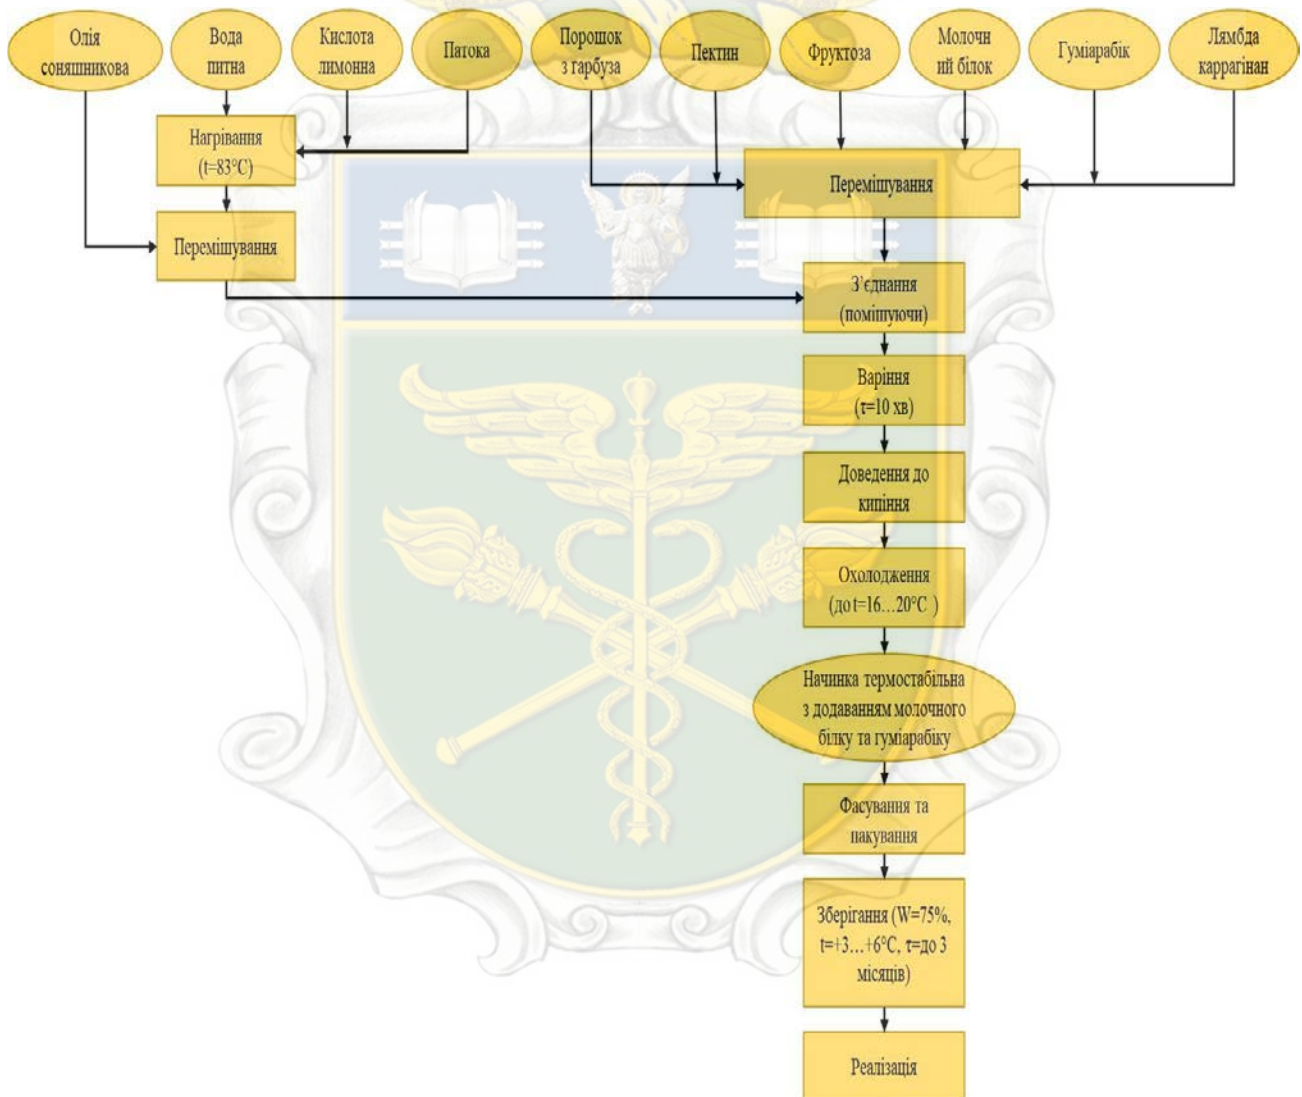 Олія
соняшникова
Вода
питна
Кислота
лимонна
Патока
Порошок
з гарбуза
Пектин
Фруктоза
Молочн
ий білок
Гуміарабік
Лямбда
каррагінан
Нагрівання
(t=83°C)
Перемішування
Перемішування
З’єднання
(помішуючи)
Варіння
(τ=10 хв)
Доведення до
кипіння
Охолодження
(до t=16…20°C )
Начинка термостабільна
з додаванням молочного
білку та гуміарабіку
Фасування та
пакування
Зберігання (W=75%,
t=+3…+6°C, τ=до 3
місяців)
Реалізація